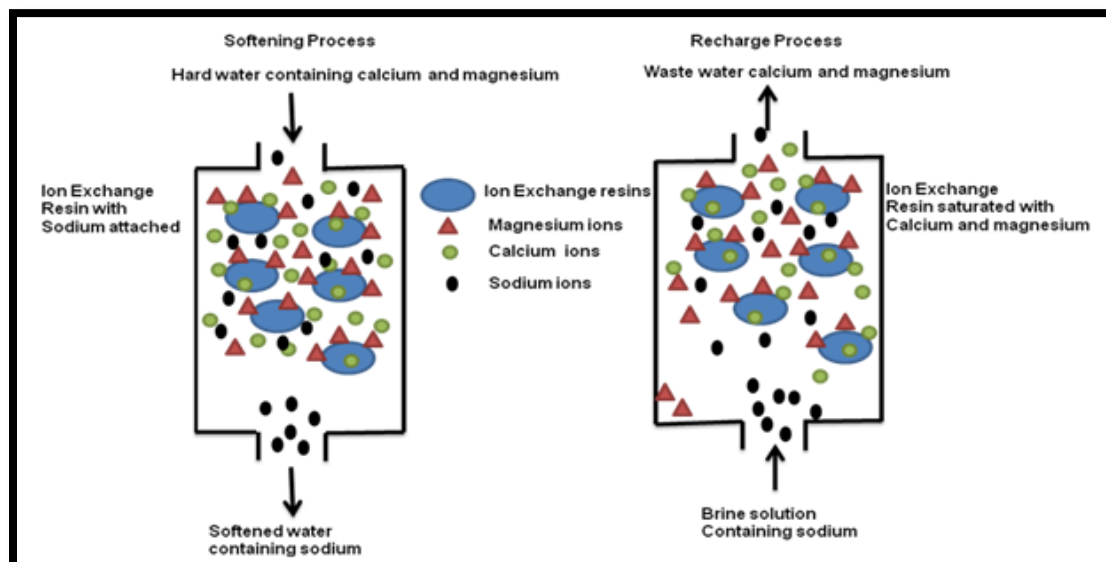 Softening Process
Hard water containing calcium and magnesium
Ion Exchange
Resin with
Sodium attached
Softened water
containing sodium
Ion Exchange resins
Magnesium ions
Calcium ions
Sodium ions
Recharge Process
Waste water calcium and magnesium
Ion Exchange
Resin saturated with
Calcium and magnesium
Brine solution
Containing sodium